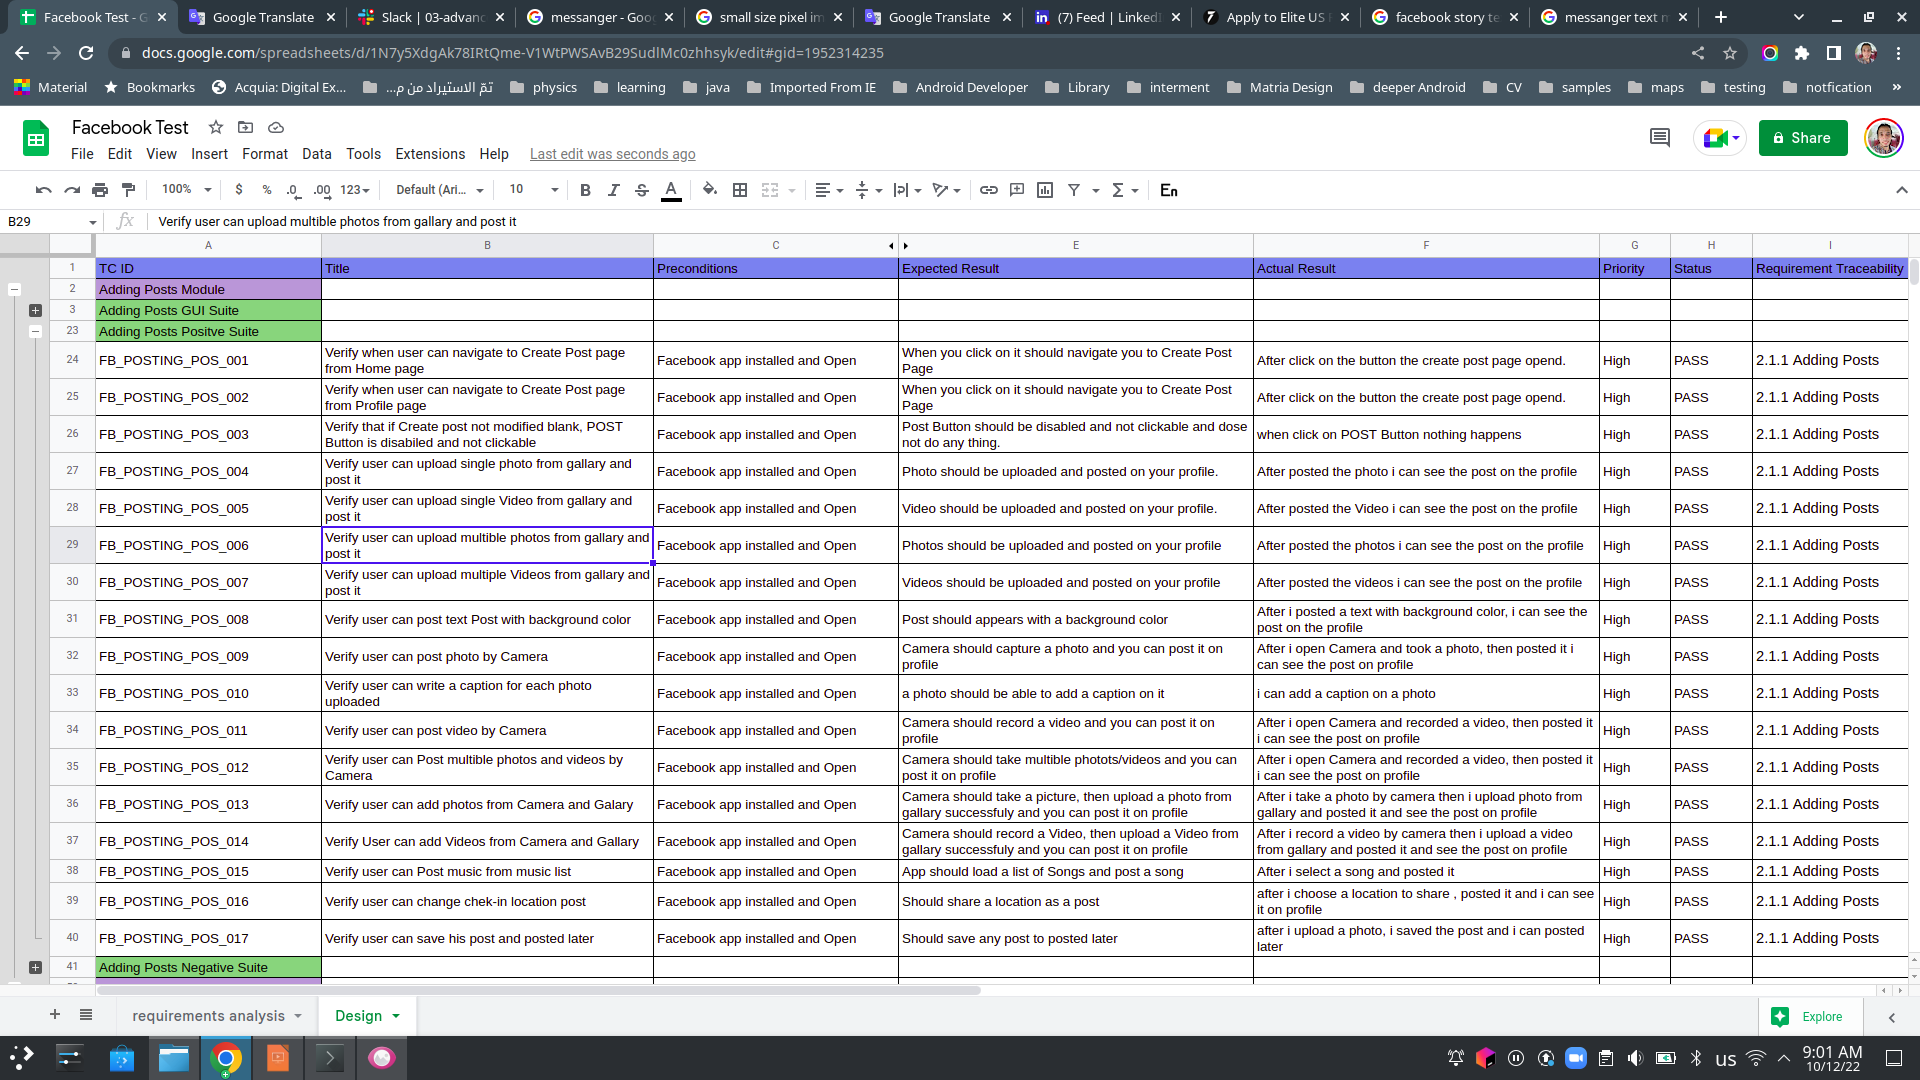 Facebook Test - G
Google Translate
Slack | 03-advanc
messanger - Goog
small size pixel im
Google Translate
in (7) Feed | LinkedI
Apply to Elite US
facebook story te
messanger text m
docs.google.com/spreadsheets/d/1N7y5XdgAk78IRtQme-V1WtPWSAvB29SudlMc0zhhsyk/edit#gid=1952314235
Material Bookmarks Acquia: Digital Ex... تمّ الاستيراد من م... physics learning java Imported From IE Android Developer Library interment Matria Design deeper Android CV samples maps testing notfication »
Facebook Test
File Edit View Insert Format Data Tools Extensions Help Last edit was seconds ago
Share
100% $ % .0 .00 123 Default (Ari... 10 B I S A Σ En
B29 fx Verify user can upload multible photos from gallary and post it
A B C E F G H I
1 TC ID Title Preconditions Expected Result Actual Result Priority Status Requirement Traceability
2 Adding Posts Module
3 Adding Posts GUI Suite
23 Adding Posts Positve Suite
24 FB_POSTING_POS_001 Verify when user can navigate to Create Post page from Home page Facebook app installed and Open When you click on it should navigate you to Create Post Page After click on the button the create post page opend. High PASS 2.1.1 Adding Posts
25 FB_POSTING_POS_002 Verify when user can navigate to Create Post page from Profile page Facebook app installed and Open When you click on it should navigate you to Create Post Page After click on the button the create post page opend. High PASS 2.1.1 Adding Posts
26 FB_POSTING_POS_003 Verify that if Create post not modified blank, POST Button is disabiled and not clickable Facebook app installed and Open Post Button should be disabled and not clickable and dose not do any thing. when click on POST Button nothing happens High PASS 2.1.1 Adding Posts
27 FB_POSTING_POS_004 Verify user can upload single photo from gallary and post it Facebook app installed and Open Photo should be uploaded and posted on your profile. After posted the photo i can see the post on the profile High PASS 2.1.1 Adding Posts
28 FB_POSTING_POS_005 Verify user can upload single Video from gallary and post it Facebook app installed and Open Video should be uploaded and posted on your profile. After posted the Video i can see the post on the profile High PASS 2.1.1 Adding Posts
29 FB_POSTING_POS_006 Verify user can upload multible photos from gallary and post it Facebook app installed and Open Photos should be uploaded and posted on your profile After posted the photos i can see the post on the profile High PASS 2.1.1 Adding Posts
30 FB_POSTING_POS_007 Verify user can upload multiple Videos from gallary and post it Facebook app installed and Open Videos should be uploaded and posted on your profile After posted the videos i can see the post on the profile High PASS 2.1.1 Adding Posts
31 FB_POSTING_POS_008 Verify user can post text Post with background color Facebook app installed and Open Post should appears with a background color After i posted a text with background color, i can see the post on the profile High PASS 2.1.1 Adding Posts
32 FB_POSTING_POS_009 Verify user can post photo by Camera Facebook app installed and Open Camera should capture a photo and you can post it on profile After i open Camera and took a photo, then posted it i can see the post on profile High PASS 2.1.1 Adding Posts
33 FB_POSTING_POS_010 Verify user can write a caption for each photo uploaded Facebook app installed and Open a photo should be able to add a caption on it i can add a caption on a photo High PASS 2.1.1 Adding Posts
34 FB_POSTING_POS_011 Verify user can post video by Camera Facebook app installed and Open Camera should record a video and you can post it on profile After i open Camera and recorded a video, then posted it i can see the post on profile High PASS 2.1.1 Adding Posts
35 FB_POSTING_POS_012 Verify user can Post multible photos and videos by Camera Facebook app installed and Open Camera should take multible photots/videos and you can post it on profile After i open Camera and recorded a video, then posted it i can see the post on profile High PASS 2.1.1 Adding Posts
36 FB_POSTING_POS_013 Verify user can add photos from Camera and Galary Facebook app installed and Open Camera should take a picture, then upload a photo from gallary successfuly and you can post it on profile After i take a photo by camera then i upload photo from gallary and posted it and see the post on profile High PASS 2.1.1 Adding Posts
37 FB_POSTING_POS_014 Verify User can add Videos from Camera and Gallary Facebook app installed and Open Camera should record a Video, then upload a Video from gallary successfuly and you can post it on profile After i record a video by camera then i upload a video from gallary and posted it and see the post on profile High PASS 2.1.1 Adding Posts
38 FB_POSTING_POS_015 Verify user can Post music from music list Facebook app installed and Open App should load a list of Songs and post a song After i select a song and posted it High PASS 2.1.1 Adding Posts
39 FB_POSTING_POS_016 Verify user can change chek-in location post Facebook app installed and Open Should share a location as a post after i choose a location to share , posted it and i can see it on profile High PASS 2.1.1 Adding Posts
40 FB_POSTING_POS_017 Verify user can save his post and posted later Facebook app installed and Open Should save any post to posted later after i upload a photo, i saved the post and i can posted later High PASS 2.1.1 Adding Posts
41 Adding Posts Negative Suite
requirements analysis Design Explore
us 9:01 AM
10/12/22